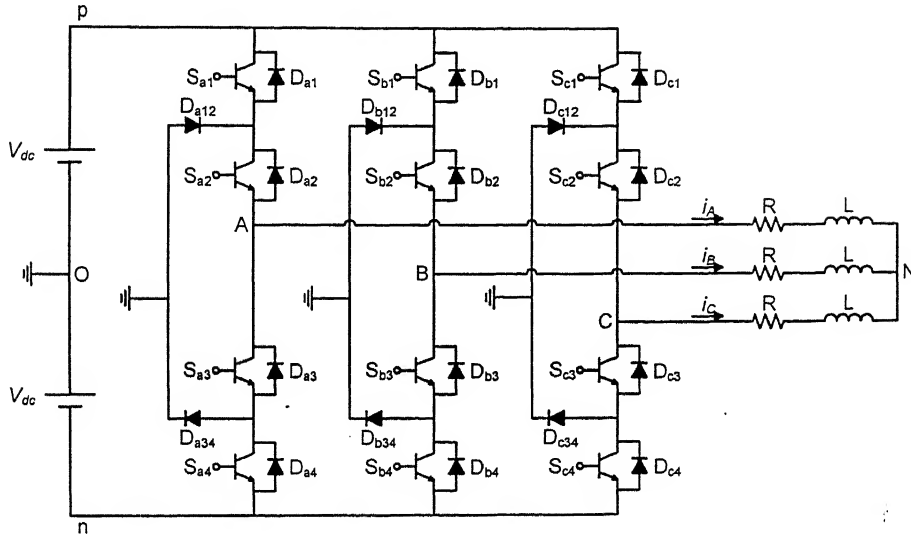 p
S_a1 D_a1 S_b1 D_b1 S_c1 D_c1
D_a12 D_b12 D_c12
V_dc
S_a2 D_a2 S_b2 D_b2 S_c2 D_c2
A i_A R L
O B i_B R L N
C i_C R L
S_a3 D_a3 S_b3 D_b3 S_c3 D_c3
V_dc
D_a34 D_b34 D_c34
S_a4 D_a4 S_b4 D_b4 S_c4 D_c4
n